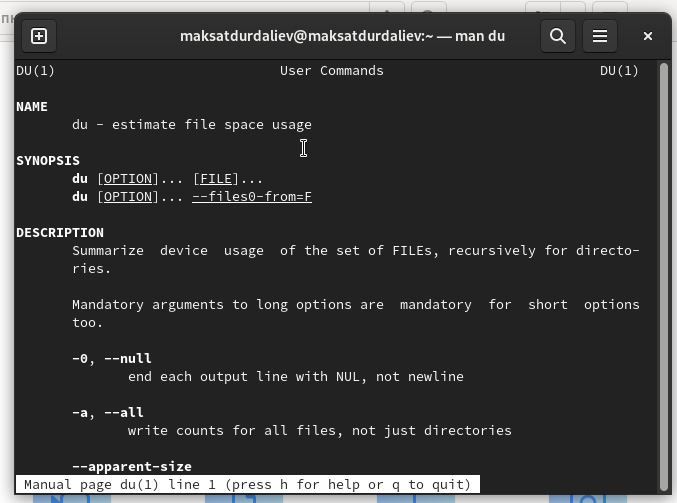 maksatdurdaliev@maksatdurdaliev:~ — man du
DU(1) User Commands DU(1)
NAME
du - estimate file space usage
SYNOPSIS
du [OPTION]... [FILE]...
du [OPTION]... --files0-from=F
DESCRIPTION
Summarize device usage of the set of FILEs, recursively for directo-
ries.
Mandatory arguments to long options are mandatory for short options
too.
-0, --null
end each output line with NUL, not newline
-a, --all
write counts for all files, not just directories
--apparent-size
Manual page du(1) line 1 (press h for help or q to quit)